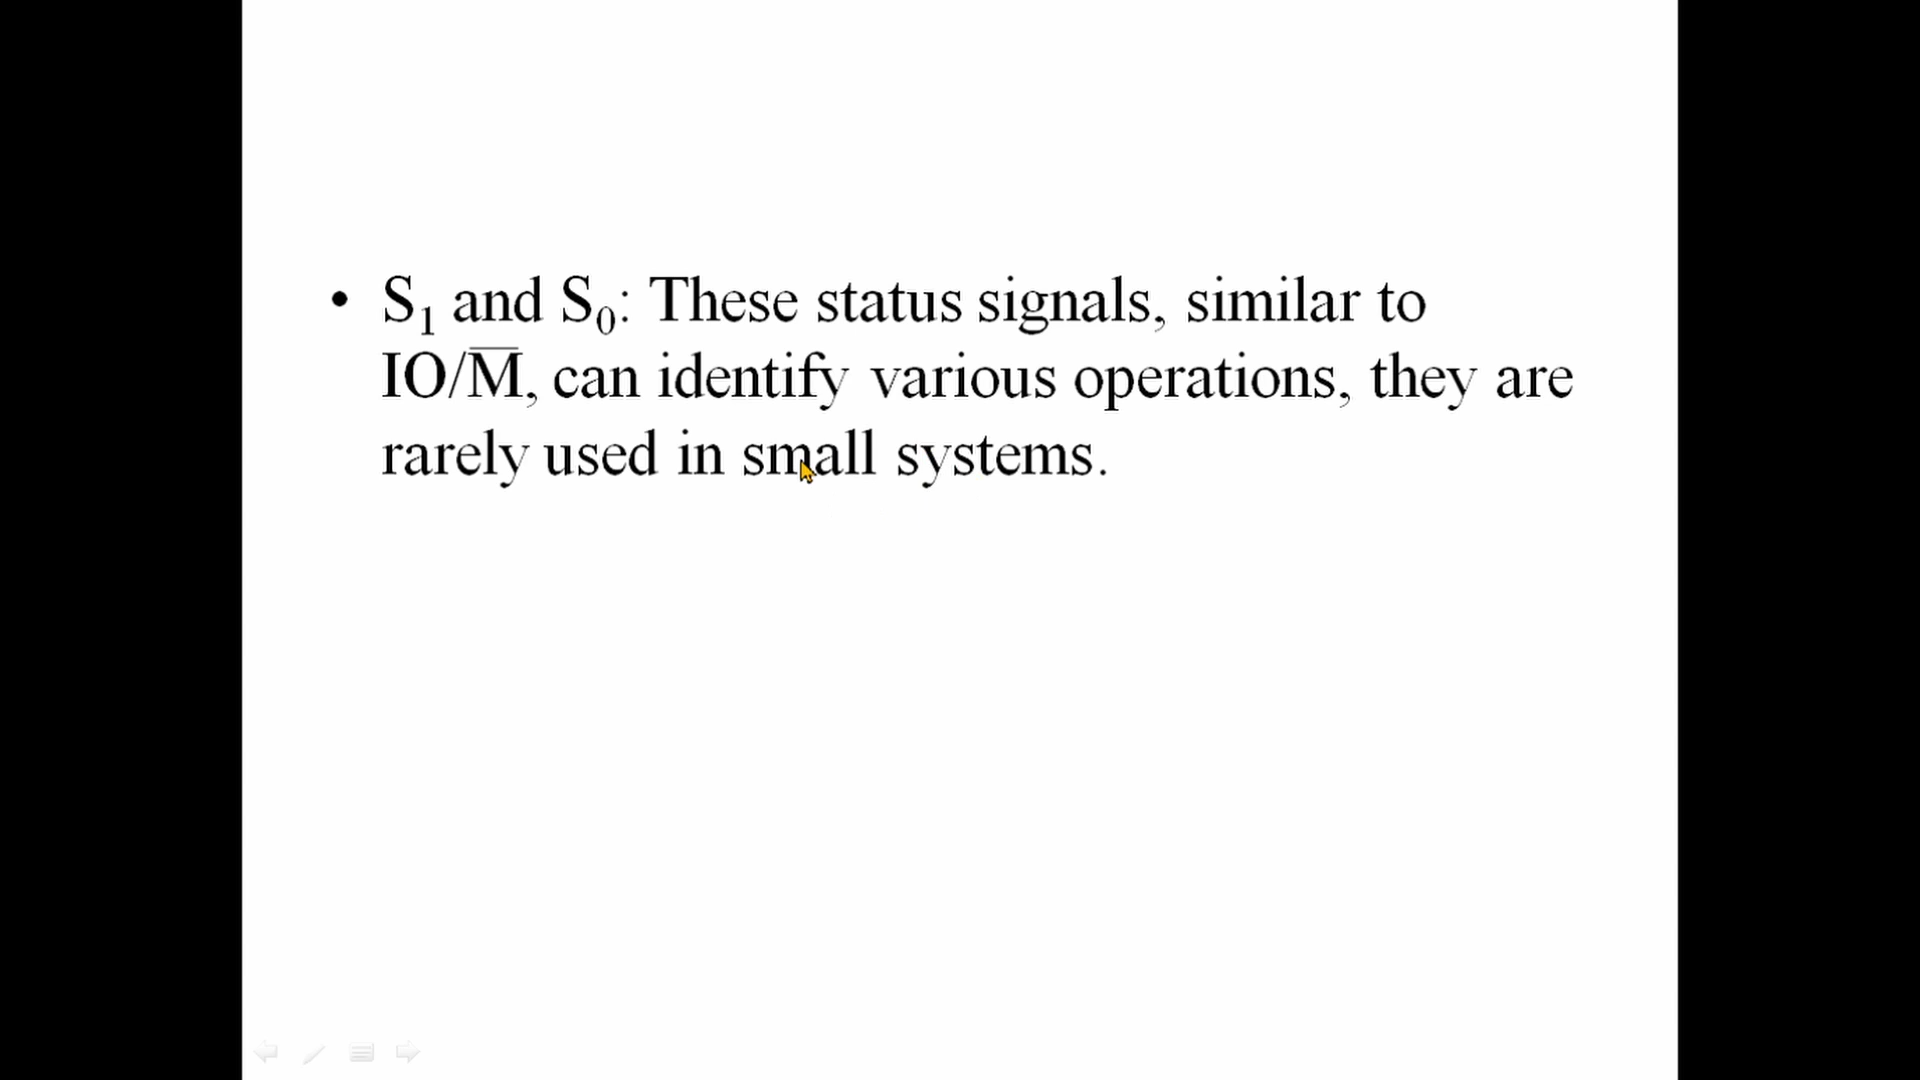 • S₁ and S₀: These status signals, similar to
IO/M̅, can identify various operations, they are
rarely used in small systems.